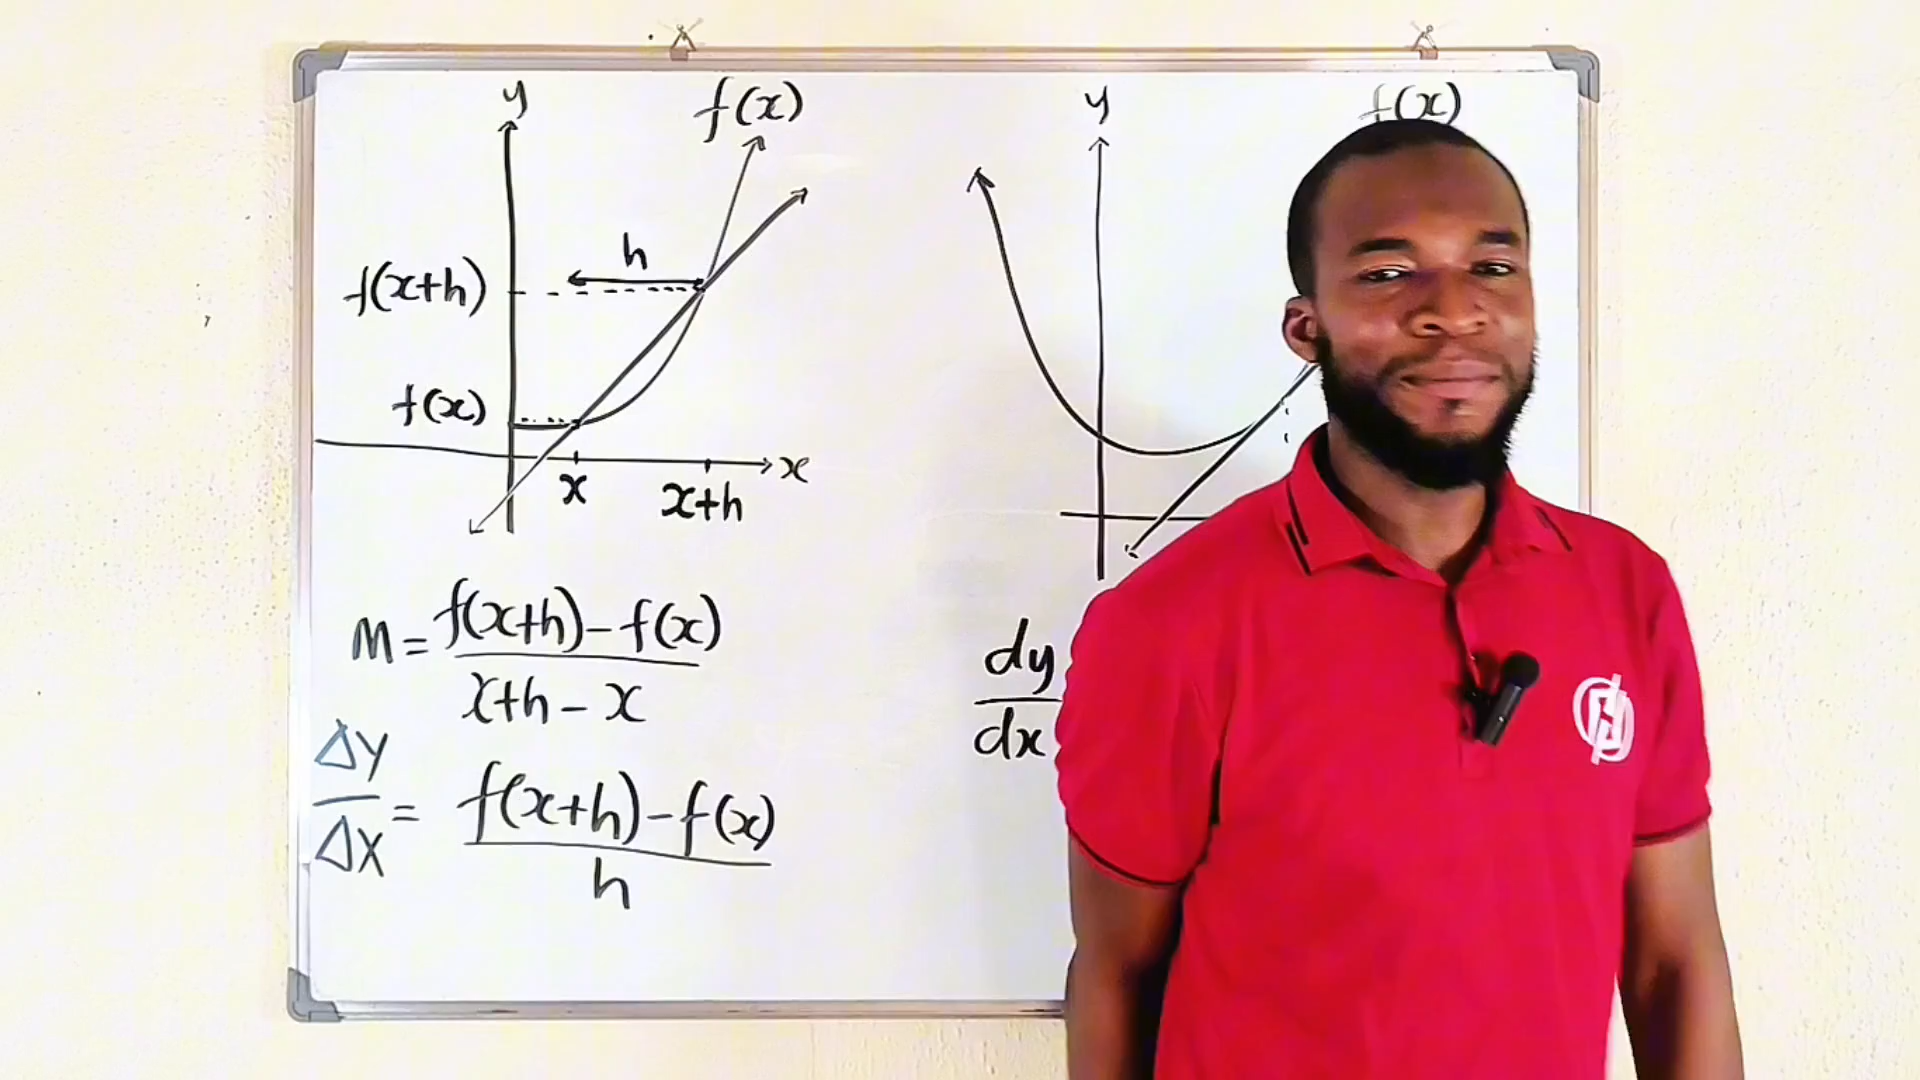 y
f(x)
h
f(x+h)
f(x)
x
x
x+h
M = f(x+h) – f(x)
x+h – x
Δy
Δx
= f(x+h) – f(x)
h
y
f(x)
dy
dx